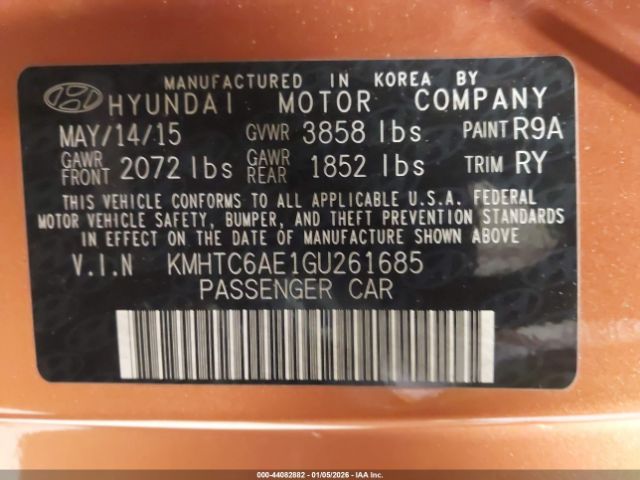 MANUFACTURED IN KOREA BY
HYUNDAI MOTOR COMPANY
MAY/14/15 GVWR 3858 lbs PAINT R9A
GAWR FRONT 2072 lbs GAWR REAR 1852 lbs TRIM RY
THIS VEHICLE CONFORMS TO ALL APPLICABLE U.S.A. FEDERAL
MOTOR VEHICLE SAFETY, BUMPER, AND THEFT PREVENTION STANDARDS
IN EFFECT ON THE DATE OF MANUFACTURE SHOWN ABOVE
V.I.N KMHTC6AE1GU261685
PASSENGER CAR
000-44082882 | 01/05/2026 - IAA Inc.